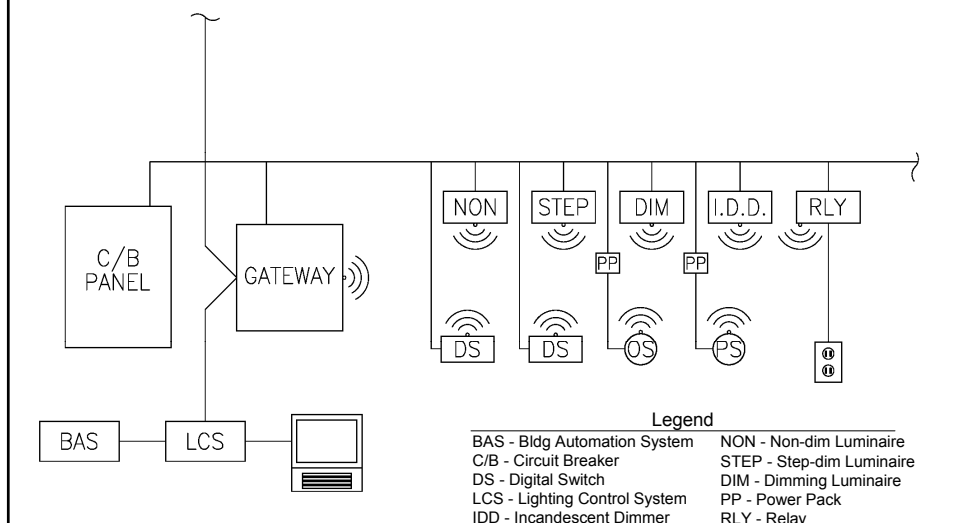 NON STEP DIM I.D.D. RLY
C/B
PANEL
GATEWAY
PP PP
DS DS OS PS
BAS LCS
Legend
BAS - Bldg Automation System NON - Non-dim Luminaire
C/B - Circuit Breaker STEP - Step-dim Luminaire
DS - Digital Switch DIM - Dimming Luminaire
LCS - Lighting Control System PP - Power Pack
IDD - Incandescent Dimmer RLY - Relay